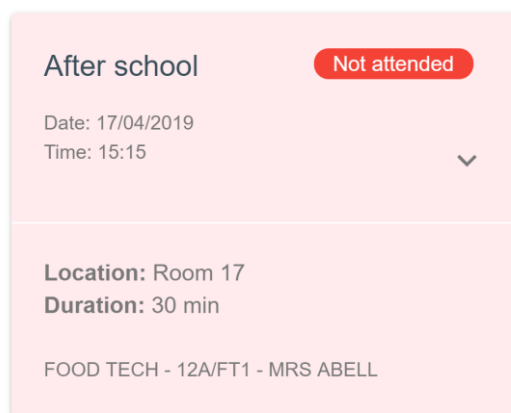 After school
Not attended
Date: 17/04/2019
Time: 15:15
Location: Room 17
Duration: 30 min
FOOD TECH - 12A/FT1 - MRS ABELL